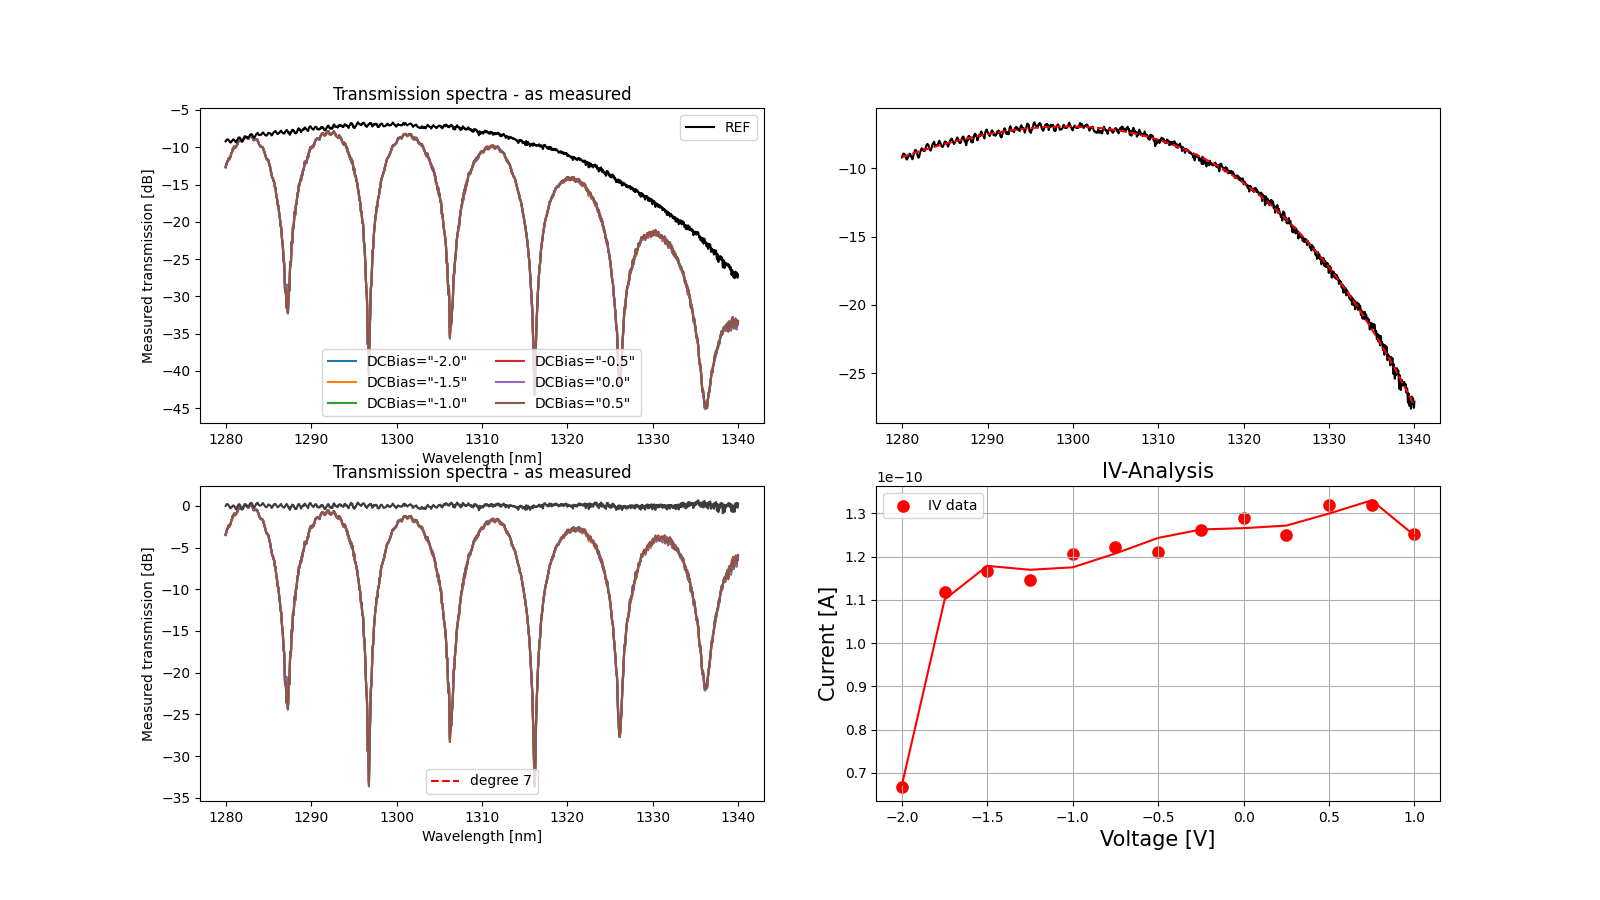 Transmission spectra - as measured
Measured transmission [dB]
−5
−10
−15
−20
−25
−30
−35
−40
−45
REF
DCBias="-2.0"
DCBias="-1.5"
DCBias="-1.0"
DCBias="-0.5"
DCBias="0.0"
DCBias="0.5"
1280 1290 1300 1310 1320 1330 1340
Wavelength [nm]
−10
−15
−20
−25
1280 1290 1300 1310 1320 1330 1340
Transmission spectra - as measured
Measured transmission [dB]
0
−5
−10
−15
−20
−25
−30
−35
degree 7
1280 1290 1300 1310 1320 1330 1340
Wavelength [nm]
IV-Analysis
1e−10
Current [A]
1.3
1.2
1.1
1.0
0.9
0.8
0.7
IV data
−2.0 −1.5 −1.0 −0.5 0.0 0.5 1.0
Voltage [V]